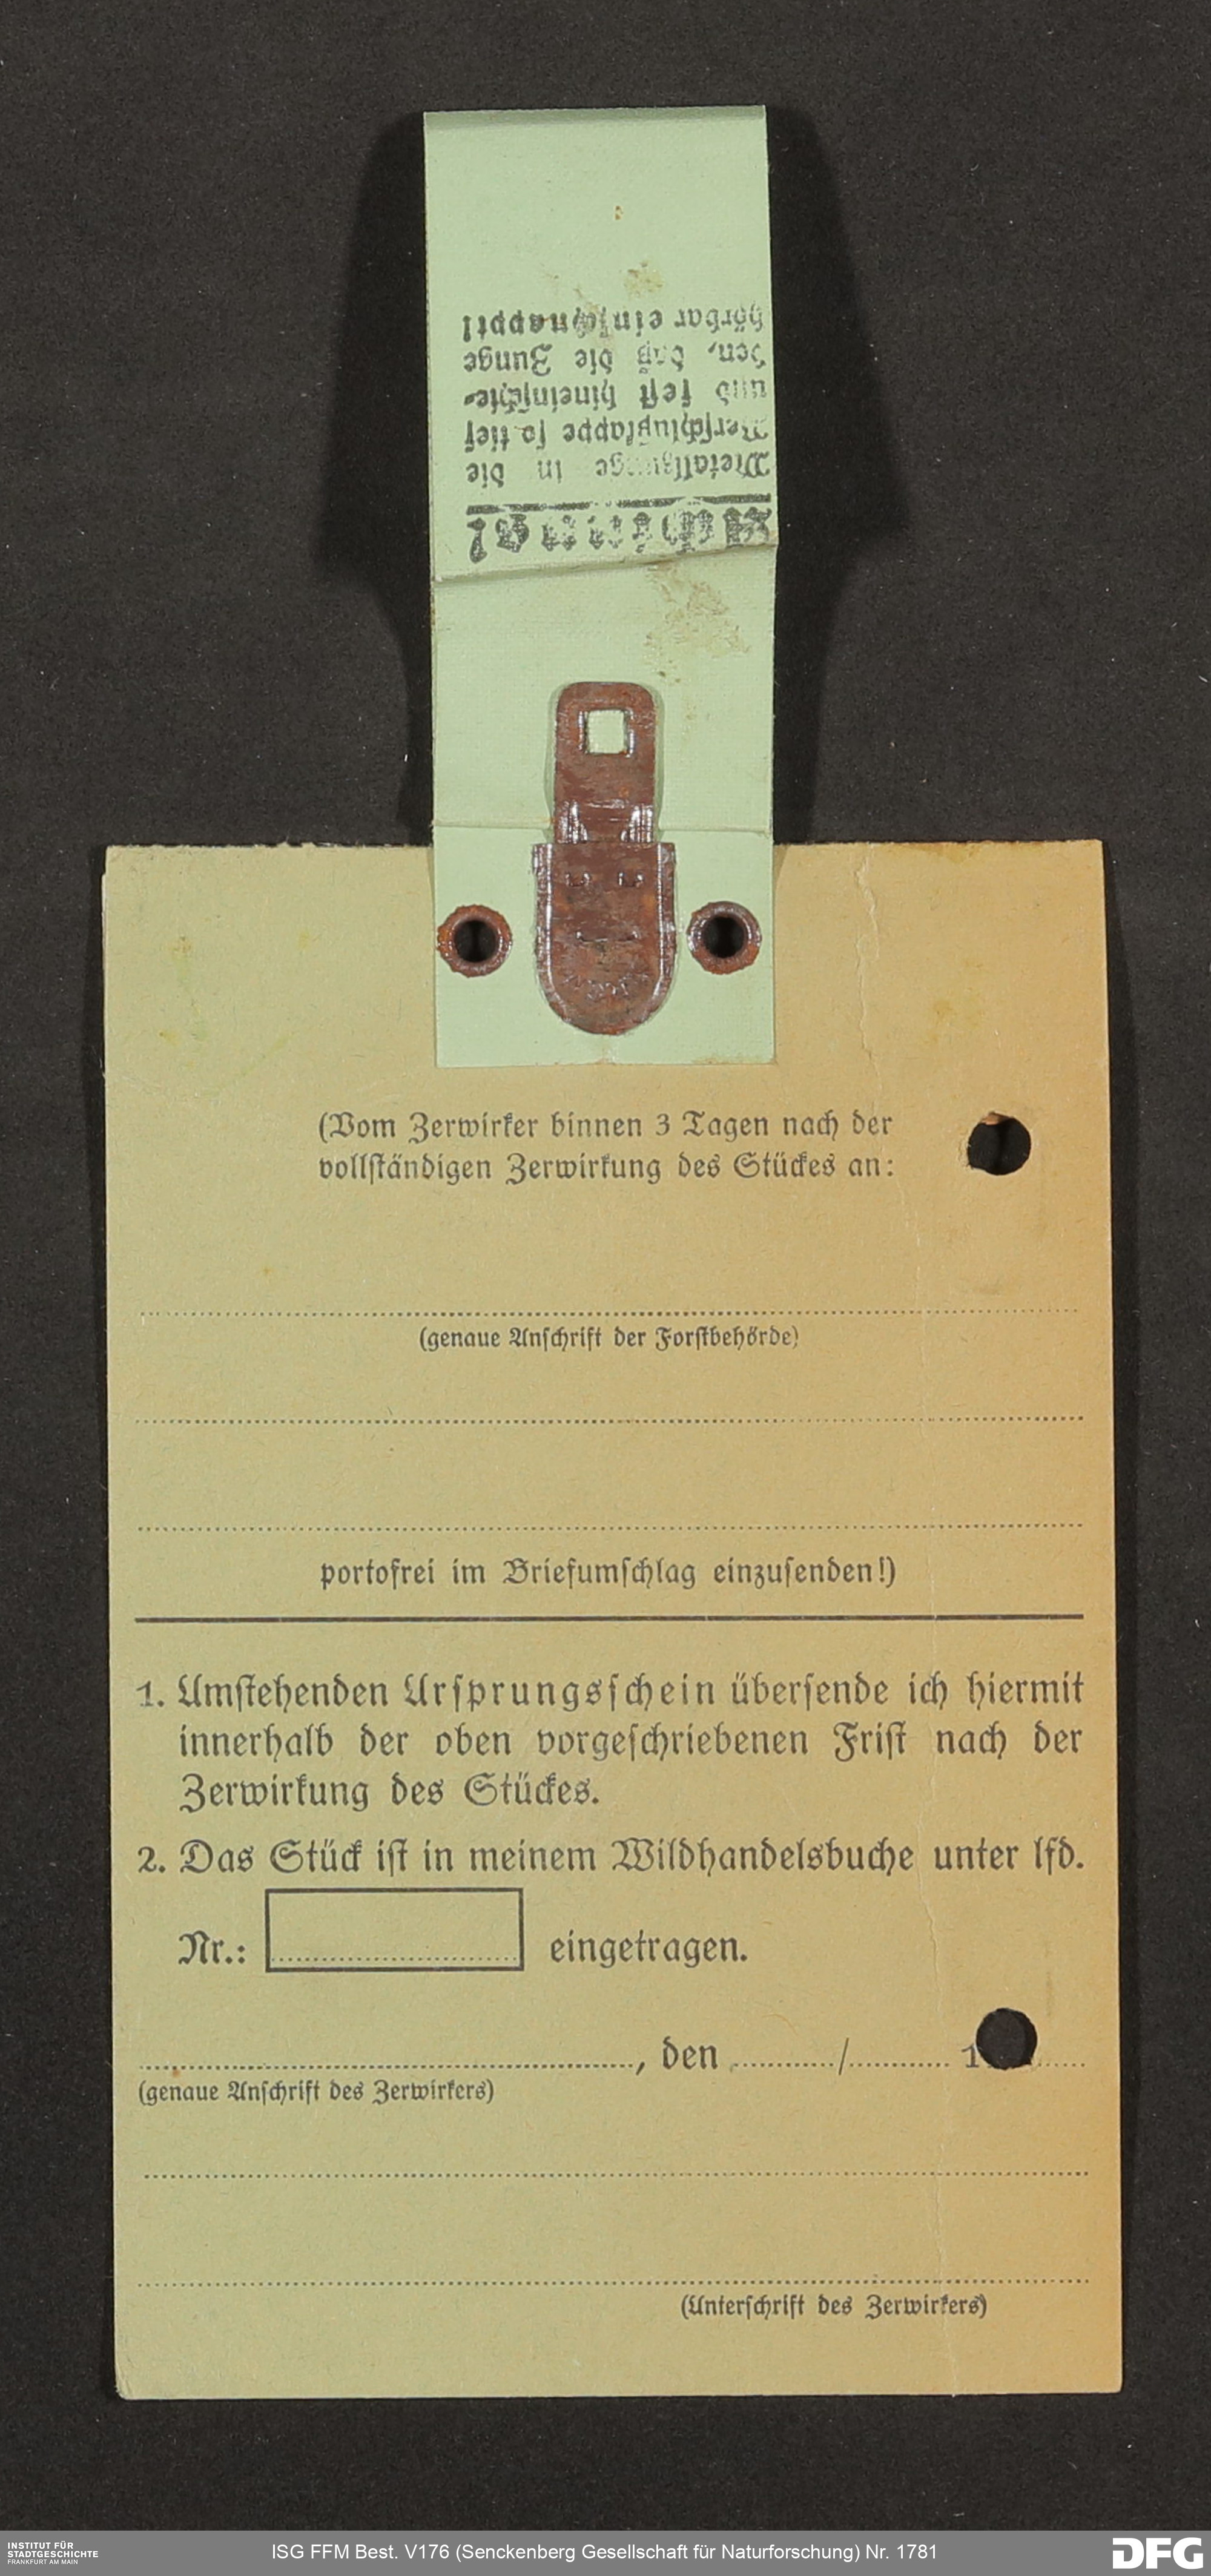 Achtung!
Metallzunge in die
Verschlußlappe so tief
und fest hineinschie-
ben, daß die Zunge
hörbar einschnappt!
(Vom Zerwirker binnen 3 Tagen nach der
vollständigen Zerwirkung des Stückes an:
(genaue Anschrift der Forstbehörde)
portofrei im Briefumschlag einzusenden!)
1. Umstehenden Ursprungsschein übersende ich hiermit
innerhalb der oben vorgeschriebenen Frist nach der
Zerwirkung des Stückes.
2. Das Stück ist in meinem Wildhandelsbuche unter lfd.
Nr.: eingetragen.
, den / 1
(genaue Anschrift des Zerwirkers)
(Unterschrift des Zerwirkers)
INSTITUT FÜR
STADTGESCHICHTE
FRANKFURT AM MAIN
ISG FFM Best. V176 (Senckenberg Gesellschaft für Naturforschung) Nr. 1781
DFG